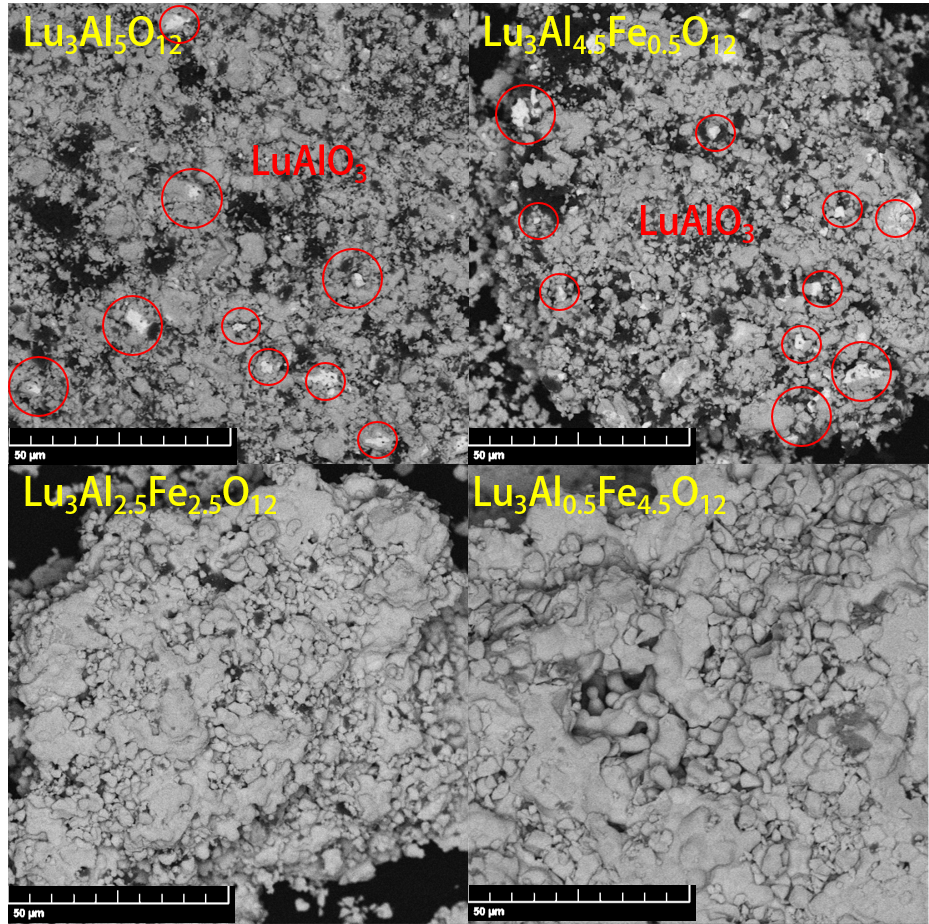 Lu₃Al₅O₁₂
Lu₃Al₄.₅Fe₀.₅O₁₂
LuAlO₃
LuAlO₃
50 µm
50 µm
Lu₃Al₂.₅Fe₂.₅O₁₂
Lu₃Al₀.₅Fe₄.₅O₁₂
50 µm
50 µm